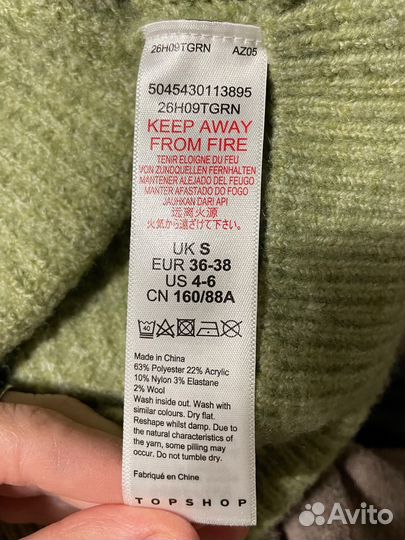 26H09TGRN AZ05
5045430113895
26H09TGRN
KEEP AWAY
FROM FIRE
TENIR ELOIGNE DU FEU
VON ZUNDQUELLEN FERNHALTEN
MANTENER ALEJADO DEL FUEGO
MANTER AFASTADO DO FOGO
JAUHKAN DARI API
远离火源
火気から遠ざけて下さい
UK S
EUR 36-38
US 4-6
CN 160/88A
40
Made in China
63% Polyester 22% Acrylic
10% Nylon 3% Elastane
2% Wool
Wash inside out. Wash with
similar colours. Dry flat.
Reshape whilst damp. Due to
the natural characteristics of
the yarn, some pilling may
occur. Do not tumble dry.
Fabriqué en Chine
TOPSHOP
Avito